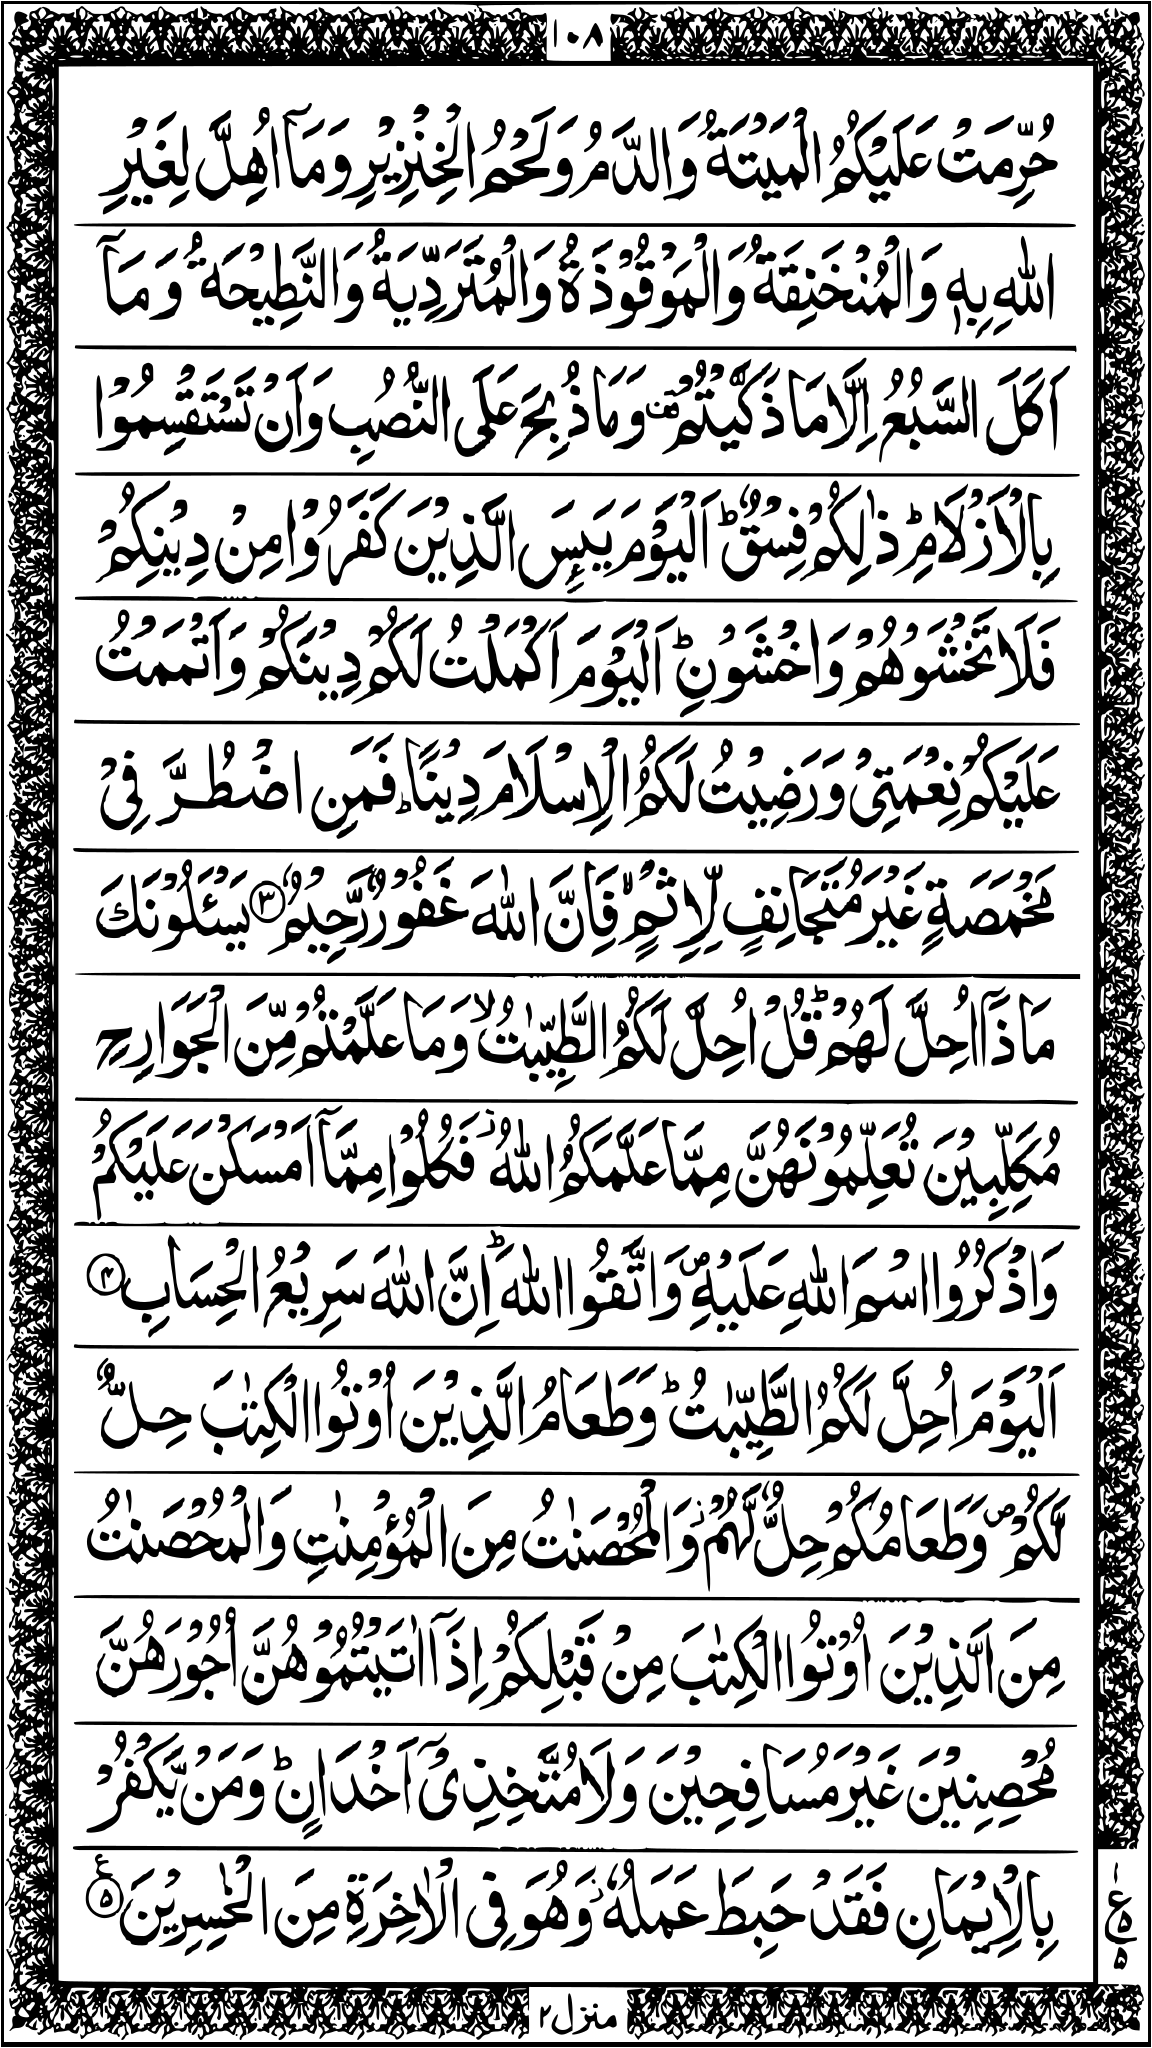 ١٠٨
حُرِّمَتْ عَلَيْكُمُ الْمَيْتَةُ وَالدَّمُ وَلَحْمُ الْخِنْزِيْرِ وَمَآ اُهِلَّ لِغَيْرِ
اللّٰهِ بِهٖ وَالْمُنْخَنِقَةُ وَالْمَوْقُوْذَةُ وَالْمُتَرَدِّيَةُ وَالنَّطِيْحَةُ وَمَآ
اَكَلَ السَّبُعُ اِلَّا مَا ذَكَّيْتُمْ ۫ وَمَا ذُبِحَ عَلَى النُّصُبِ وَاَنْ تَسْتَقْسِمُوْا
بِالْاَزْلَامِ ؕ ذٰلِكُمْ فِسْقٌ ؕ اَلْيَوْمَ يَىِٕسَ الَّذِيْنَ كَفَرُوْا مِنْ دِيْنِكُمْ
فَلَا تَخْشَوْهُمْ وَاخْشَوْنِ ؕ اَلْيَوْمَ اَكْمَلْتُ لَكُمْ دِيْنَكُمْ وَاَتْمَمْتُ
عَلَيْكُمْ نِعْمَتِىْ وَرَضِيْتُ لَكُمُ الْاِسْلَامَ دِيْنًا ؕ فَمَنِ اضْطُرَّ فِىْ
مَخْمَصَةٍ غَيْرَ مُتَجَانِفٍ لِّاِثْمٍ ۙ فَاِنَّ اللّٰهَ غَفُوْرٌ رَّحِيْمٌ ﴿۳﴾ يَسْـَٔلُوْنَكَ
مَاذَآ اُحِلَّ لَهُمْ ؕ قُلْ اُحِلَّ لَكُمُ الطَّيِّبٰتُ ۙ وَمَا عَلَّمْتُمْ مِّنَ الْجَوَارِحِ
مُكَلِّبِيْنَ تُعَلِّمُوْنَهُنَّ مِمَّا عَلَّمَكُمُ اللّٰهُ ؗ فَكُلُوْا مِمَّآ اَمْسَكْنَ عَلَيْكُمْ
وَاذْكُرُوا اسْمَ اللّٰهِ عَلَيْهِ ۪ وَاتَّقُوا اللّٰهَ ؕ اِنَّ اللّٰهَ سَرِيْعُ الْحِسَابِ ﴿۴﴾
اَلْيَوْمَ اُحِلَّ لَكُمُ الطَّيِّبٰتُ ؕ وَطَعَامُ الَّذِيْنَ اُوْتُوا الْكِتٰبَ حِلٌّ
لَّكُمْ ۪ وَطَعَامُكُمْ حِلٌّ لَّهُمْ ؗ وَالْمُحْصَنٰتُ مِنَ الْمُؤْمِنٰتِ وَالْمُحْصَنٰتُ
مِنَ الَّذِيْنَ اُوْتُوا الْكِتٰبَ مِنْ قَبْلِكُمْ اِذَآ اٰتَيْتُمُوْهُنَّ اُجُوْرَهُنَّ
مُحْصِنِيْنَ غَيْرَ مُسَافِحِيْنَ وَلَا مُتَّخِذِىْۤ اَخْدَانٍ ؕ وَمَنْ يَّكْفُرْ
بِالْاِيْمَانِ فَقَدْ حَبِطَ عَمَلُهٗ ؗ وَهُوَ فِى الْاٰخِرَةِ مِنَ الْخٰسِرِيْنَ ﴿۵﴾ ع
١
ع
۵
۵
منزل ۲